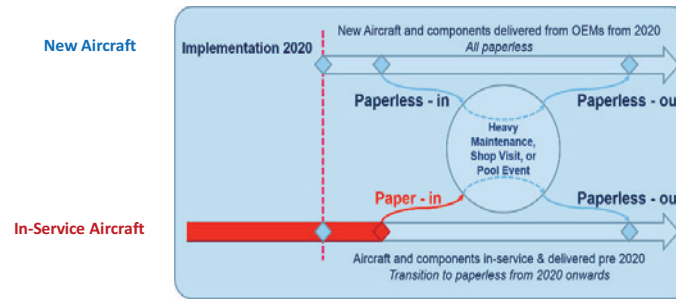 New Aircraft
Implementation 2020
New Aircraft and components delivered from OEMs from 2020
All paperless
Paperless - in
Paperless - ou
Heavy
Maintenance,
Shop Visit, or
Pool Event
Paper - in
Paperless - ou
In-Service Aircraft
Aircraft and components in-service & delivered pre 2020
Transition to paperless from 2020 onwards